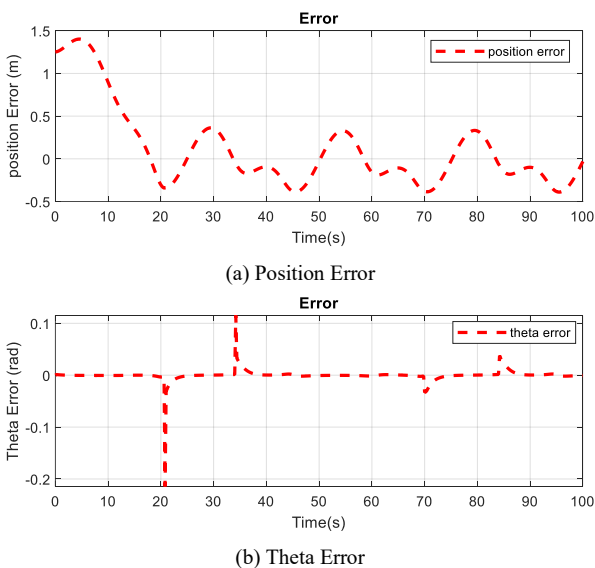 Error
1.5
1
0.5
0
-0.5
position Error (m)
position error
0 10 20 30 40 50 60 70 80 90 100
Time(s)
(a) Position Error
Error
0.1
0
-0.1
-0.2
Theta Error (rad)
theta error
0 10 20 30 40 50 60 70 80 90 100
Time(s)
(b) Theta Error